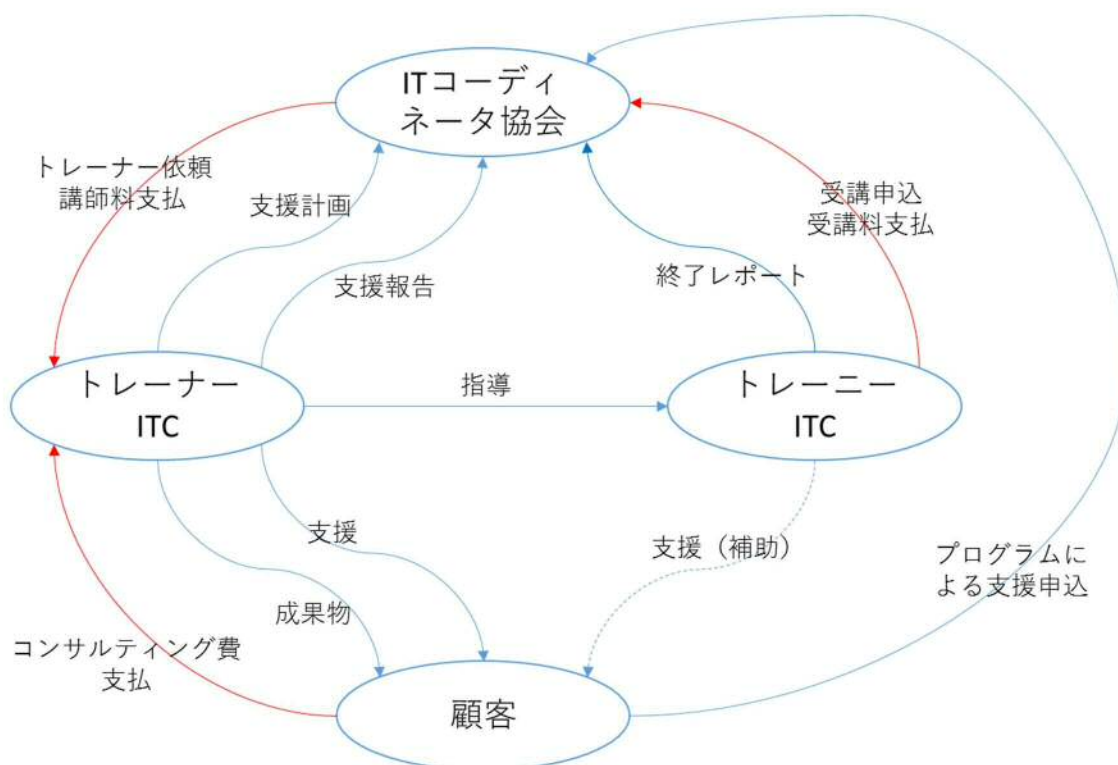 ITコーディ
ネータ協会
トレーナー依頼
講師料支払
支援計画
受講申込
受講料支払
支援報告
終了レポート
トレーナー
ITC
指導
トレーニー
ITC
支援
支援（補助）
プログラムに
よる支援申込
成果物
コンサルティング費
支払
顧客